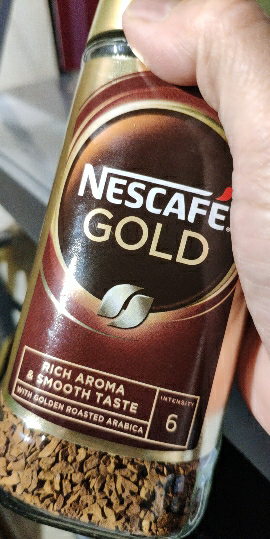 NESCAFÉ
GOLD
RICH AROMA
& SMOOTH TASTE
WITH GOLDEN ROASTED ARABICA
INTENSITY
6